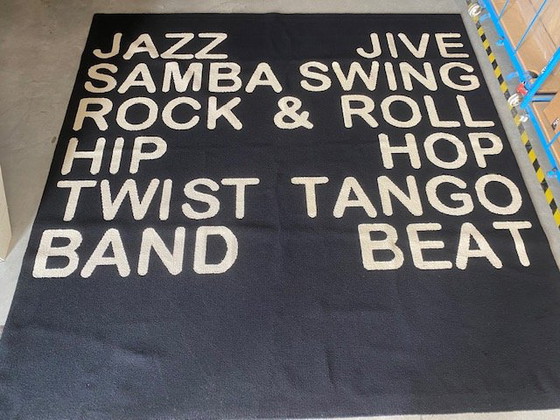 JAZZ JIVE
SAMBA SWING
ROCK & ROLL
HIP HOP
TWIST TANGO
BAND BEAT